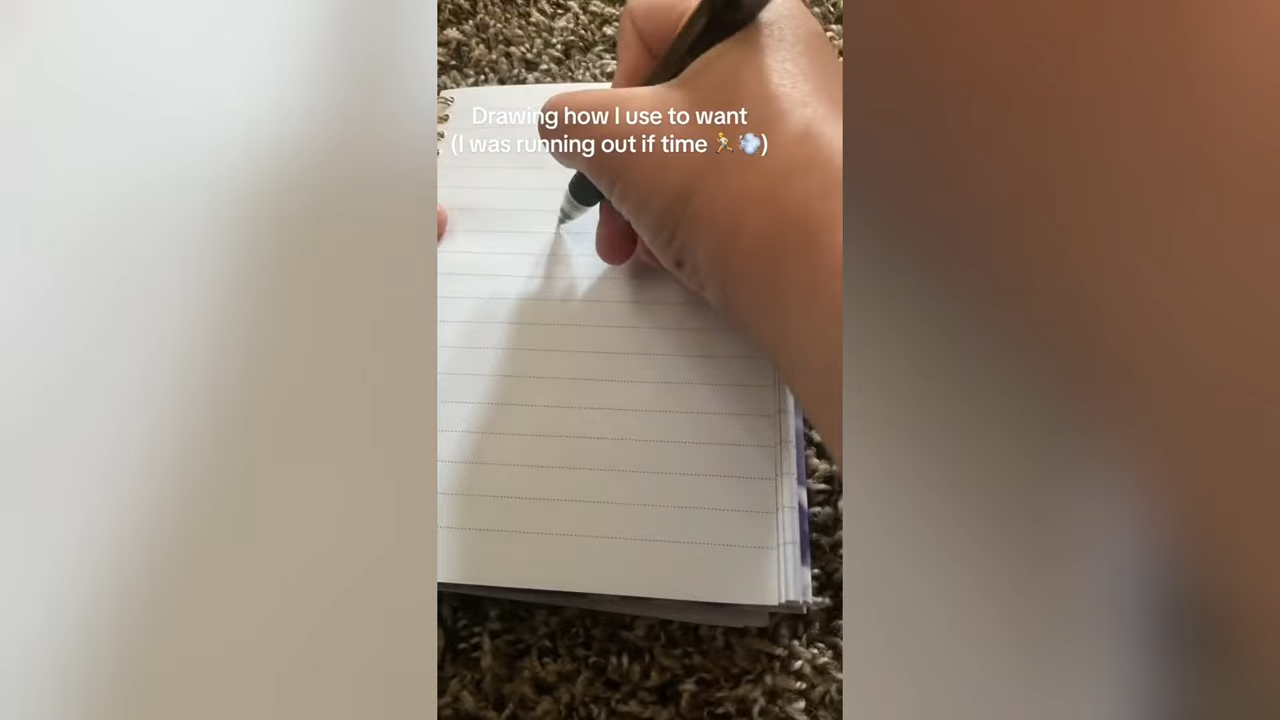 Drawing how I use to want
(I was running out if time 🏃💨)